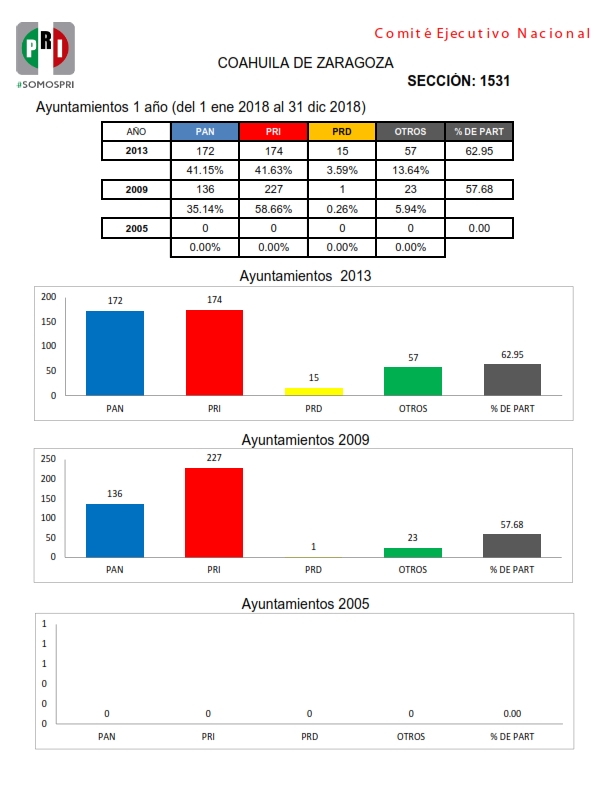 Comité Ejecutivo Nacional
PRI
#SOMOSPRI
COAHUILA DE ZARAGOZA
SECCIÓN: 1531
Ayuntamientos 1 año (del 1 ene 2018 al 31 dic 2018)
AÑO PAN PRI PRD OTROS % DE PART
2013 172 174 15 57 62.95
41.15% 41.63% 3.59% 13.64%
2009 136 227 1 23 57.68
35.14% 58.66% 0.26% 5.94%
2005 0 0 0 0 0.00
0.00% 0.00% 0.00% 0.00%
Ayuntamientos 2013
200
150
100
50
0
172 174 15 57 62.95
PAN PRI PRD OTROS % DE PART
Ayuntamientos 2009
250
200
150
100
50
0
136 227 1 23 57.68
PAN PRI PRD OTROS % DE PART
Ayuntamientos 2005
1
1
1
0
0
0
0 0 0 0 0.00
PAN PRI PRD OTROS % DE PART